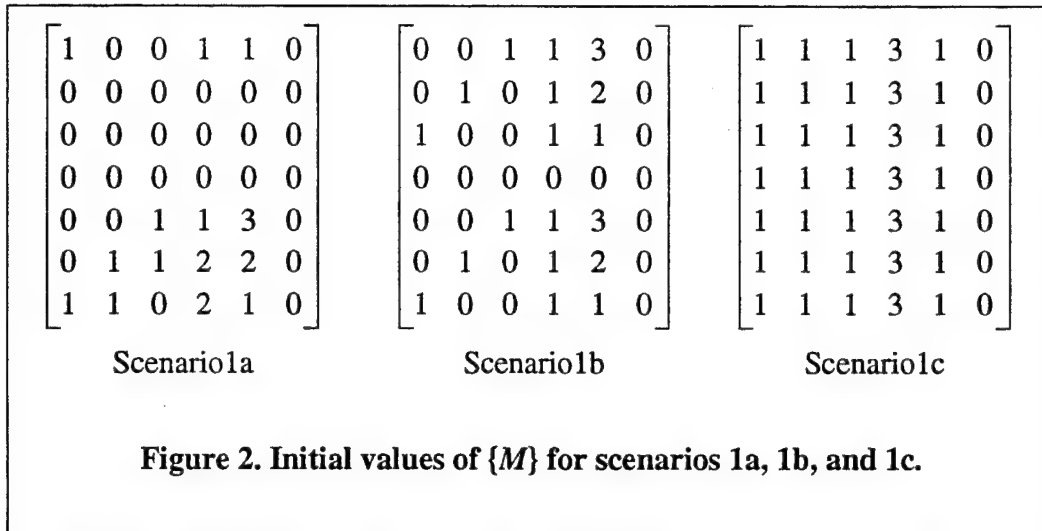 1 0 0 1 1 0 0 0 1 1 3 0 1 1 1 3 1 0
0 0 0 0 0 0 0 1 0 1 2 0 1 1 1 3 1 0
0 0 0 0 0 0 1 0 0 1 1 0 1 1 1 3 1 0
0 0 0 0 0 0 0 0 0 0 0 0 1 1 1 3 1 0
0 0 1 1 3 0 0 0 1 1 3 0 1 1 1 3 1 0
0 1 1 2 2 0 0 1 0 1 2 0 1 1 1 3 1 0
1 1 0 2 1 0 1 0 0 1 1 0 1 1 1 3 1 0
Scenario1a Scenario1b Scenario1c
Figure 2. Initial values of {M} for scenarios 1a, 1b, and 1c.